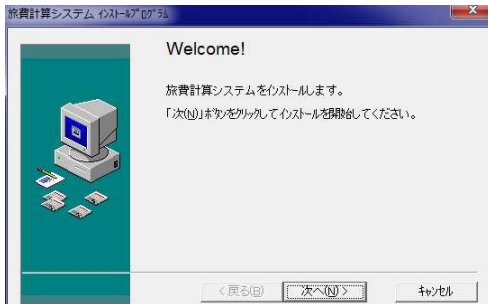 旅費計算システム ｲﾝｽﾄｰﾙﾌﾟﾛｸﾞﾗﾑ
Welcome!
旅費計算システムをｲﾝｽﾄｰﾙします。
「次(N)」ﾎﾞﾀﾝをｸﾘｯｸしてｲﾝｽﾄｰﾙを開始してください。
< 戻る(B)
次へ(N) >
ｷｬﾝｾﾙ